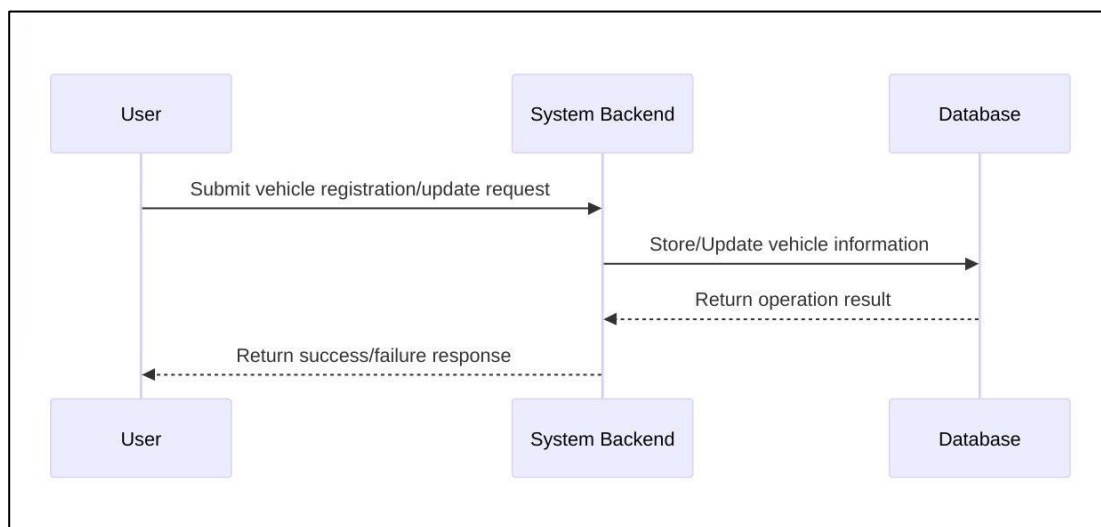 User
System Backend
Database
Submit vehicle registration/update request
Store/Update vehicle information
Return operation result
Return success/failure response
User
System Backend
Database